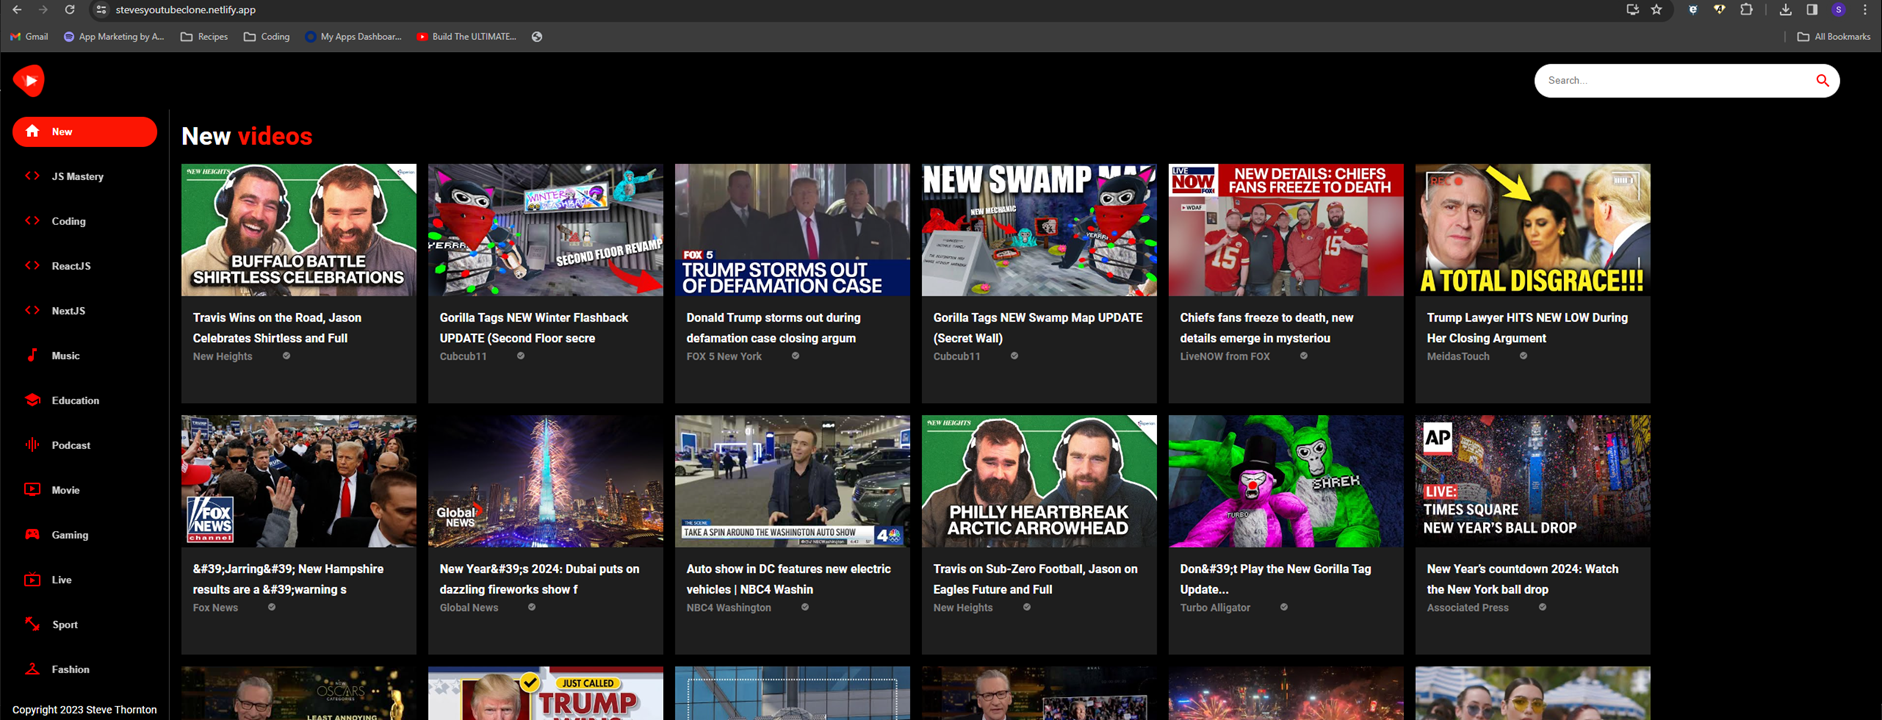 stevesyoutubeclone.netlify.app
Gmail
App Marketing by A...
Recipes
Coding
My Apps Dashboar...
Build The ULTIMATE...
All Bookmarks
Search...
New
JS Mastery
Coding
ReactJS
NextJS
Music
Education
Podcast
Movie
Gaming
Live
Sport
Fashion
Copyright 2023 Steve Thornton
New videos
NEW HEIGHTS
BUFFALO BATTLE
SHIRTLESS CELEBRATIONS
Travis Wins on the Road, Jason
Celebrates Shirtless and Full
New Heights
WINTER
SECOND FLOOR REVAMP
Gorilla Tags NEW Winter Flashback
UPDATE (Second Floor secre
Cubcub11
FOX 5
TRUMP STORMS OUT
OF DEFAMATION CASE
Donald Trump storms out during
defamation case closing argum
FOX 5 New York
NEW SWAMP MAP
NEW MECHANIC
Gorilla Tags NEW Swamp Map UPDATE
(Secret Wall)
Cubcub11
LIVE
NOW
FOX
NEW DETAILS: CHIEFS
FANS FREEZE TO DEATH
WDAF
15
15
Chiefs fans freeze to death, new
details emerge in mysteriou
LiveNOW from FOX
REC
A TOTAL DISGRACE!!!
Trump Lawyer HITS NEW LOW During
Her Closing Argument
MeidasTouch
FOX
NEWS
channel
&#39;Jarring&#39; New Hampshire
results are a &#39;warning s
Fox News
Global
NEWS
New Year&#39;s 2024: Dubai puts on
dazzling fireworks show f
Global News
THE SCENE
TAKE A SPIN AROUND THE WASHINGTON AUTO SHOW
4
Auto show in DC features new electric
vehicles | NBC4 Washin
NBC4 Washington
NEW HEIGHTS
PHILLY HEARTBREAK
ARCTIC ARROWHEAD
Travis on Sub-Zero Football, Jason on
Eagles Future and Full
New Heights
TURBO
SHREK
Don&#39;t Play the New Gorilla Tag
Update...
Turbo Alligator
AP
LIVE:
TIMES SQUARE
NEW YEAR'S BALL DROP
New Year's countdown 2024: Watch
the New York ball drop
Associated Press
OSCARS
CATEGORIES
LEAST ANNOYING
JUST CALLED
TRUMP
WINS